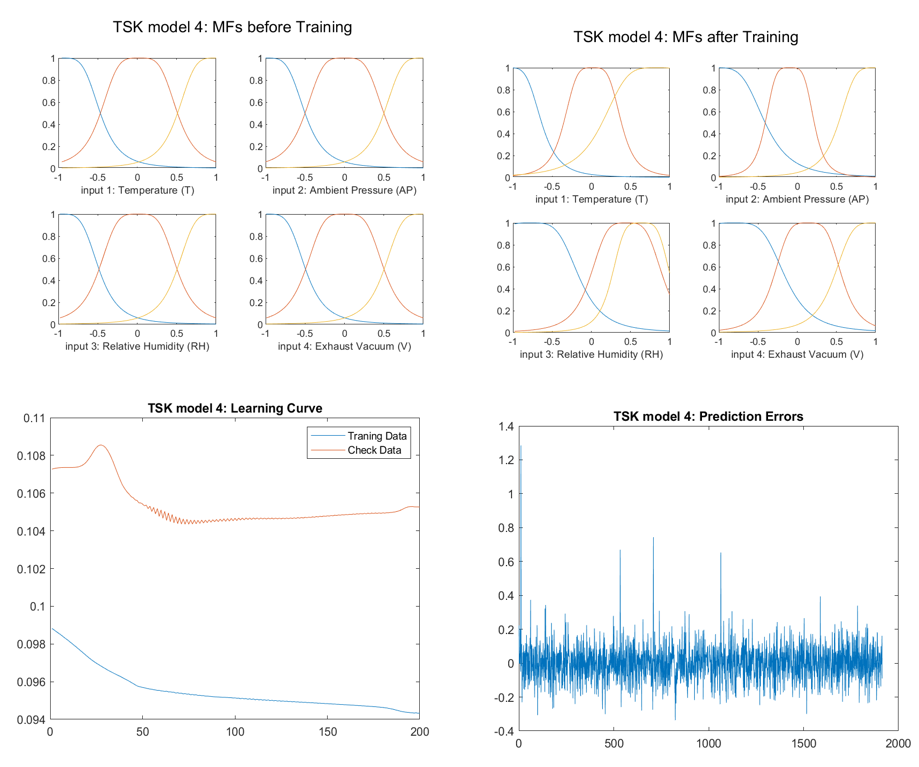 TSK model 4: MFs before Training
1
0.8
0.6
0.4
0.2
0
-1 -0.5 0 0.5 1
input 1: Temperature (T)
1
0.8
0.6
0.4
0.2
0
-1 -0.5 0 0.5 1
input 2: Ambient Pressure (AP)
1
0.8
0.6
0.4
0.2
0
-1 -0.5 0 0.5 1
input 3: Relative Humidity (RH)
1
0.8
0.6
0.4
0.2
0
-1 -0.5 0 0.5 1
input 4: Exhaust Vacuum (V)
TSK model 4: MFs after Training
1
0.8
0.6
0.4
0.2
0
-1 -0.5 0 0.5 1
input 1: Temperature (T)
1
0.8
0.6
0.4
0.2
0
-1 -0.5 0 0.5 1
input 2: Ambient Pressure (AP)
1
0.8
0.6
0.4
0.2
0
-1 -0.5 0 0.5 1
input 3: Relative Humidity (RH)
1
0.8
0.6
0.4
0.2
0
-1 -0.5 0 0.5 1
input 4: Exhaust Vacuum (V)
TSK model 4: Learning Curve
0.11
0.108
0.106
0.104
0.102
0.1
0.098
0.096
0.094
0 50 100 150 200
Traning Data
Check Data
TSK model 4: Prediction Errors
1.4
1.2
1
0.8
0.6
0.4
0.2
0
-0.2
-0.4
0 500 1000 1500 2000